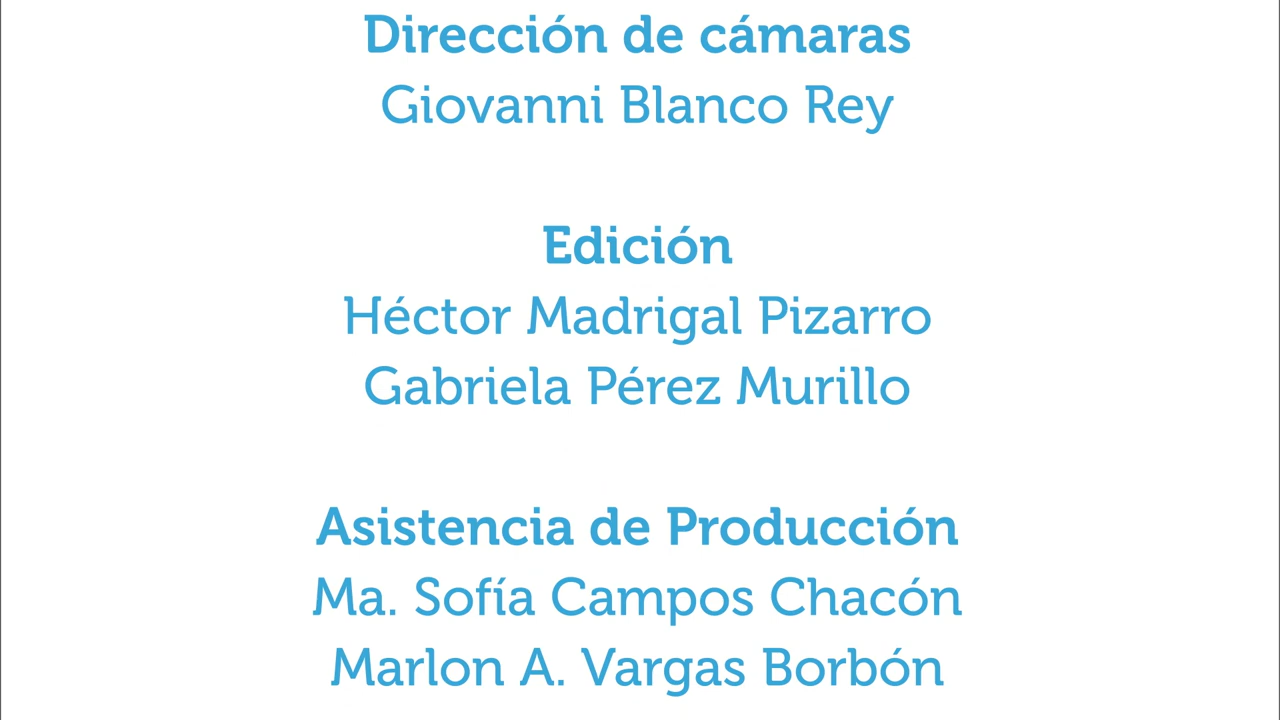 Dirección de cámaras
Giovanni Blanco Rey
Edición
Héctor Madrigal Pizarro
Gabriela Pérez Murillo
Asistencia de Producción
Ma. Sofía Campos Chacón
Marlon A. Vargas Borbón